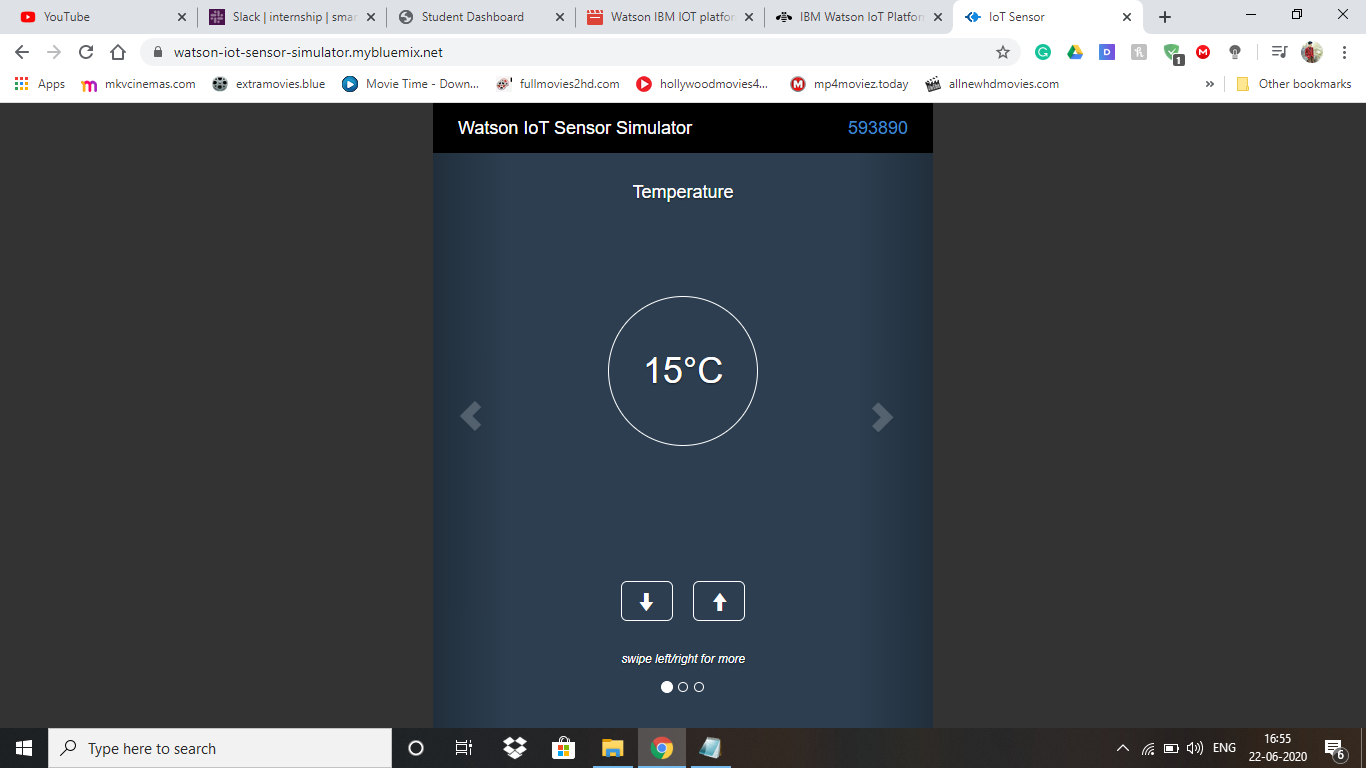 YouTube
Slack | internship | smar
Student Dashboard
Watson IBM IOT platfor
IBM Watson IoT Platfor
IoT Sensor
watson-iot-sensor-simulator.mybluemix.net
1
Apps
mkvcinemas.com
extramovies.blue
Movie Time - Down...
fullmovies2hd.com
hollywoodmovies4...
mp4moviez.today
allnewhdmovies.com
»
Other bookmarks
Watson IoT Sensor Simulator
593890
Temperature
15°C
swipe left/right for more
Type here to search
ENG
16:55
22-06-2020
6